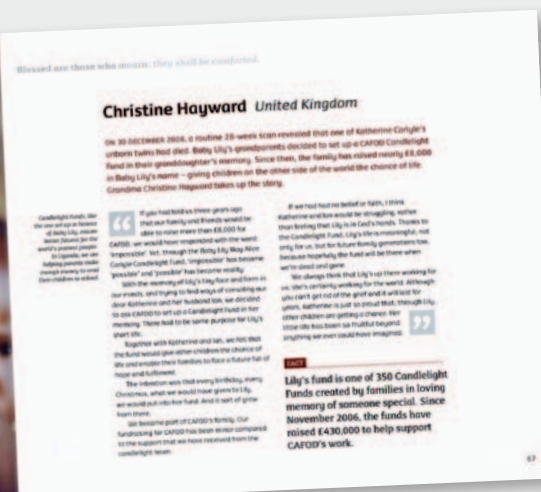 Blessed are those who mourn: they shall be comforted.
Christine Hayward United Kingdom
ON 30 DECEMBER 2008, a routine 28-week scan revealed that one of Katherine Carlyle's
unborn twins had died. Baby Lily's grandparents decided to set up a CAFOD Candlelight
Fund in their granddaughter's memory. Since then, the family has raised nearly £8,000
in Baby Lily's name – giving children on the other side of the world the chance of life.
Grandma Christine Hayward takes up the story.
Candlelight Funds, like
the one set up in honour
of Baby Lily, ensure
better futures for the
world's poorest people.
In Uganda, we are
helping parents make
enough money to send
their children to school.
“
If you had told us three years ago
that our family and friends would be
able to raise more than £8,000 for
CAFOD, we would have responded with the word:
'impossible'. Yet, through the Baby Lily May Nice
Carlyle Candlelight Fund, 'impossible' has become
'possible' and 'possible' has become reality.
With the memory of Lily's tiny face and form in
our minds, and trying to find ways of consoling our
dear Katherine and her husband Ian, we decided
to ask CAFOD to set up a Candlelight Fund in her
memory. There had to be some purpose for Lily's
short life.
Together with Katherine and Ian, we felt that
the fund would give other children the chance of
life and enable their families to face a future full of
hope and fulfilment.
The intention was that every birthday, every
Christmas, what we would have given to Lily,
we would put into her fund. And it sort of grew
from there.
We became part of CAFOD's family. Our
fundraising for CAFOD has been minor compared
to the support that we have received from the
candlelight team.
If we had had no belief or faith, I think
Katherine and Ian would be struggling, rather
than feeling that Lily is in God's hands. Thanks to
the Candlelight Fund, Lily's life is meaningful, not
only for us, but for future family generations too,
because hopefully the fund will be there when
we're dead and gone.
We always think that Lily's up there working for
us. She's certainly working for the world. Although
you can't get rid of the grief and it will last for
years, Katherine is just so proud that, through Lily,
other children are getting a chance. Her
little life has been so fruitful beyond
anything we ever could have imagined.
”
FACT
Lily's fund is one of 350 Candlelight
Funds created by families in loving
memory of someone special. Since
November 2006, the funds have
raised £430,000 to help support
CAFOD's work.
67